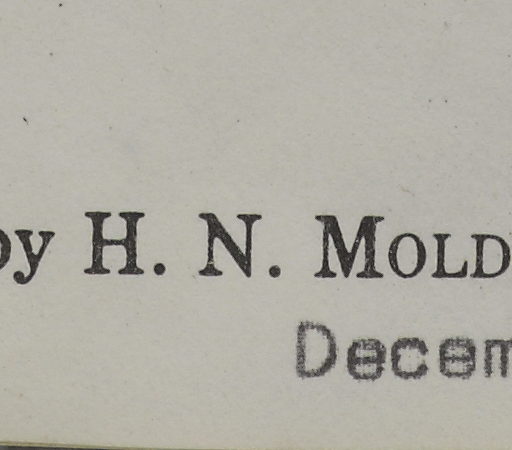 by H. N. MOLD
Decem